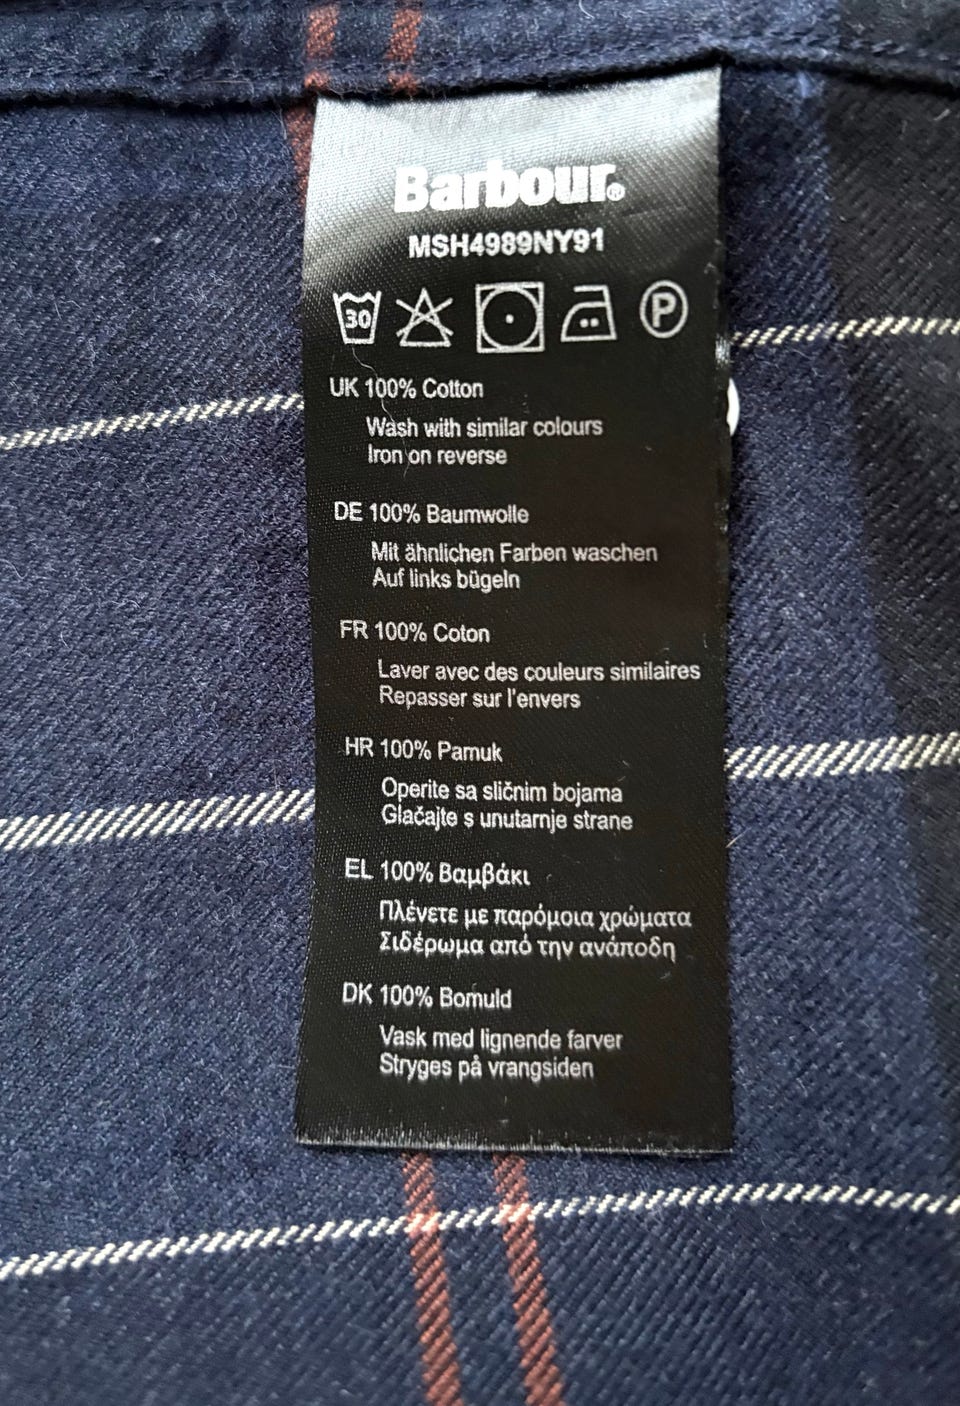 Barbour®
MSH4989NY91
30 P
UK 100% Cotton
Wash with similar colours
Iron on reverse
DE 100% Baumwolle
Mit ähnlichen Farben waschen
Auf links bügeln
FR 100% Coton
Laver avec des couleurs similaires
Repasser sur l'envers
HR 100% Pamuk
Operite sa sličnim bojama
Glačajte s unutarnje strane
EL 100% Βαμβάκι
Πλένετε με παρόμοια χρώματα
Σιδέρωμα από την ανάποδη
DK 100% Bomuld
Vask med lignende farver
Stryges på vrangsiden